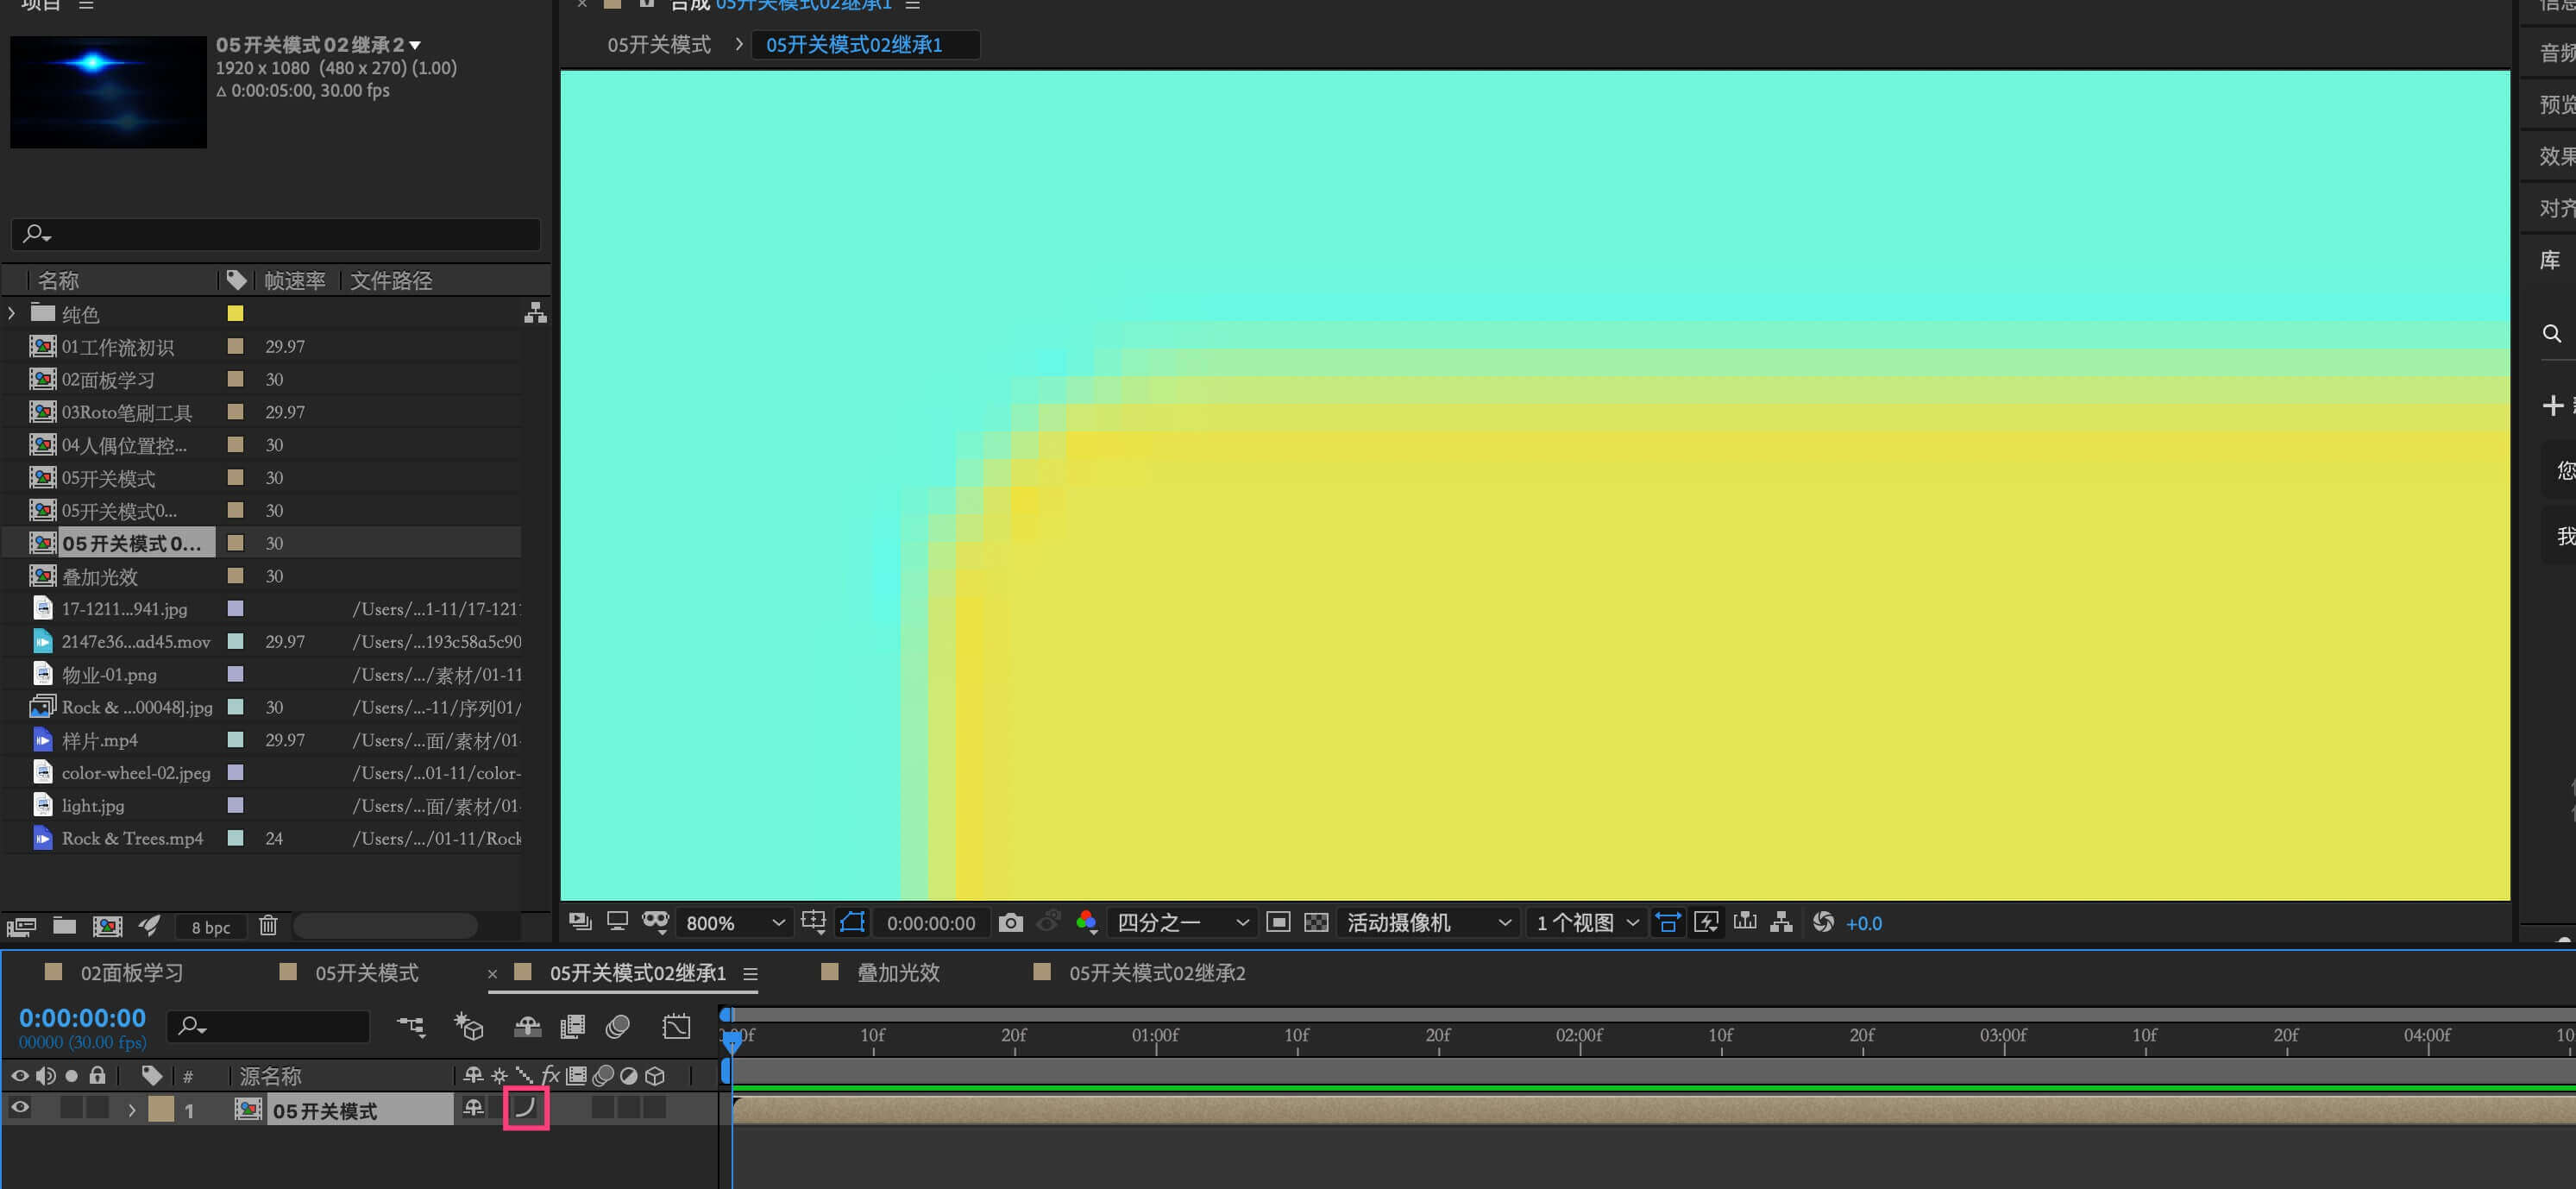 项目
合成 05开关模式02继承1
信息
05开关模式02继承2
1920 x 1080 (480 x 270) (1.00)
Δ 0:00:05:00, 30.00 fps
05开关模式
05开关模式02继承1
音频
预览
效果
对齐
库
名称
帧速率
文件路径
纯色
01工作流初识 29.97
02面板学习 30
03Roto笔刷工具 29.97
04人偶位置控... 30
05开关模式 30
05开关模式0... 30
05开关模式0... 30
叠加光效 30
17-1211...941.jpg /Users/...1-11/17-1211
2147e36...ad45.mov 29.97 /Users/...193c58a5c90
物业-01.png /Users/.../素材/01-11
Rock & ...00048].jpg 30 /Users/...-11/序列01/
样片.mp4 29.97 /Users/...面/素材/01-
color-wheel-02.jpeg /Users/...01-11/color-
light.jpg /Users/...面/素材/01-
Rock & Trees.mp4 24 /Users/.../01-11/Rock
您
我
8 bpc
800%
0:00:00:00
四分之一
活动摄像机
1 个视图
+0.0
02面板学习
05开关模式
05开关模式02继承1
叠加光效
05开关模式02继承2
0:00:00:00
00000 (30.00 fps)
:00f 10f 20f 01:00f 10f 20f 02:00f 10f 20f 03:00f 10f 20f 04:00f 10
# 源名称
fx
1 05开关模式